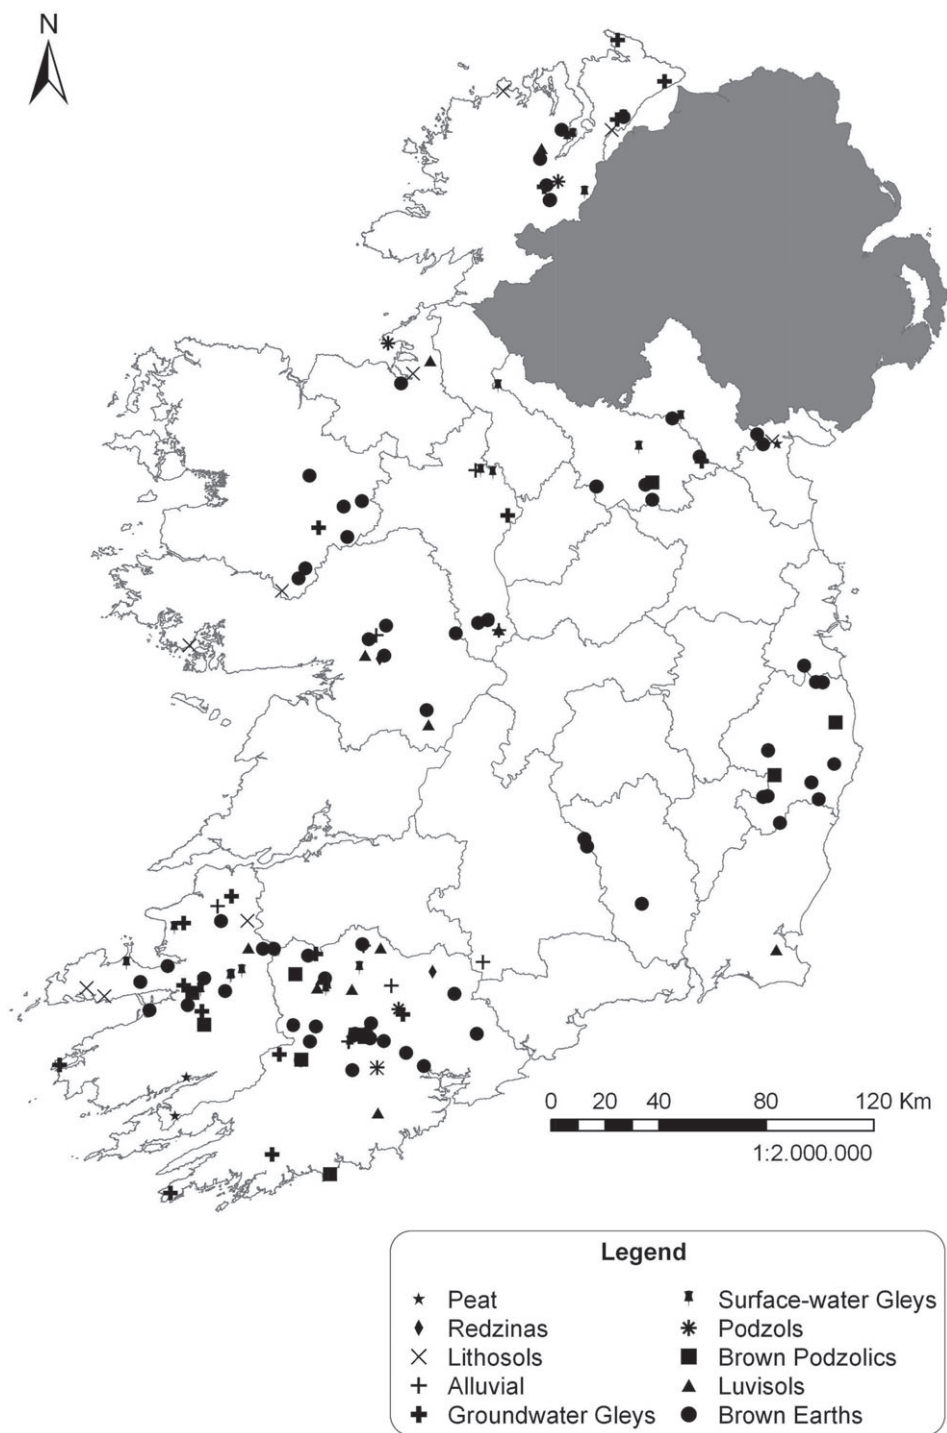 N
0 20 40 80 120 Km
1:2.000.000
Legend
Peat
Redzinas
Lithosols
Alluvial
Groundwater Gleys
Surface-water Gleys
Podzols
Brown Podzolics
Luvisols
Brown Earths